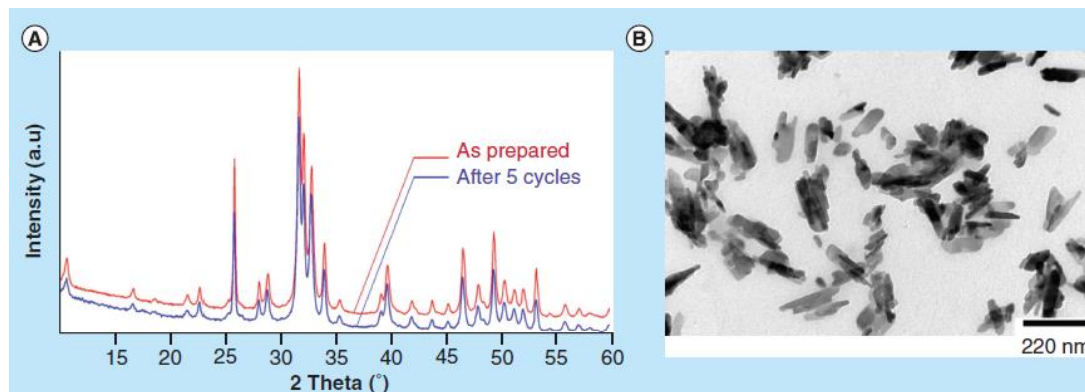 A
B
Intensity (a.u)
As prepared
After 5 cycles
15 20 25 30 35 40 45 50 55 60
2 Theta (°)
220 nm